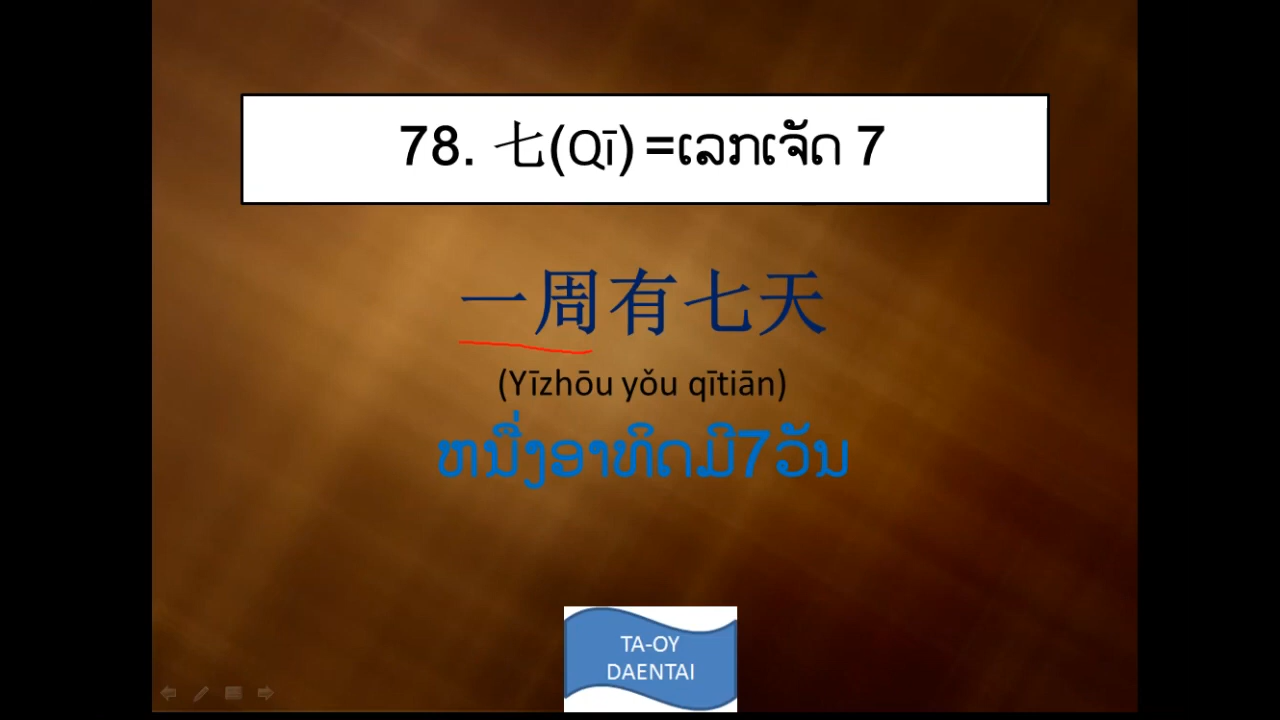 78. 七(Qī) =ເລກເຈັດ 7
一周有七天
(Yīzhōu yǒu qītiān)
ຫນຶ່ງອາທິດມີ7ວັນ
TA-OY
DAENTAI